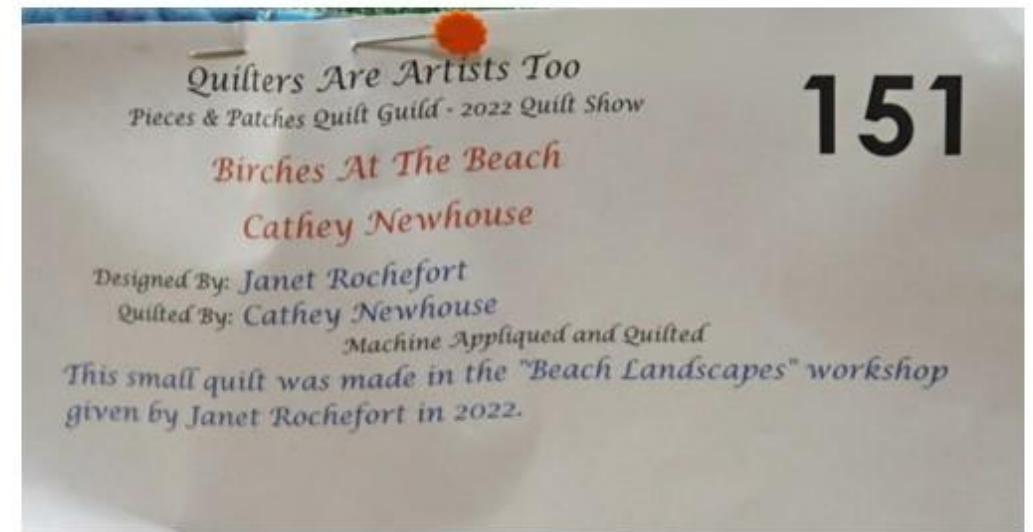 Quilters Are Artists Too
Pieces & Patches Quilt Guild - 2022 Quilt Show
151
Birches At The Beach
Cathey Newhouse
Designed By: Janet Rochefort
Quilted By: Cathey Newhouse
Machine Appliqued and Quilted
This small quilt was made in the "Beach Landscapes" workshop
given by Janet Rochefort in 2022.